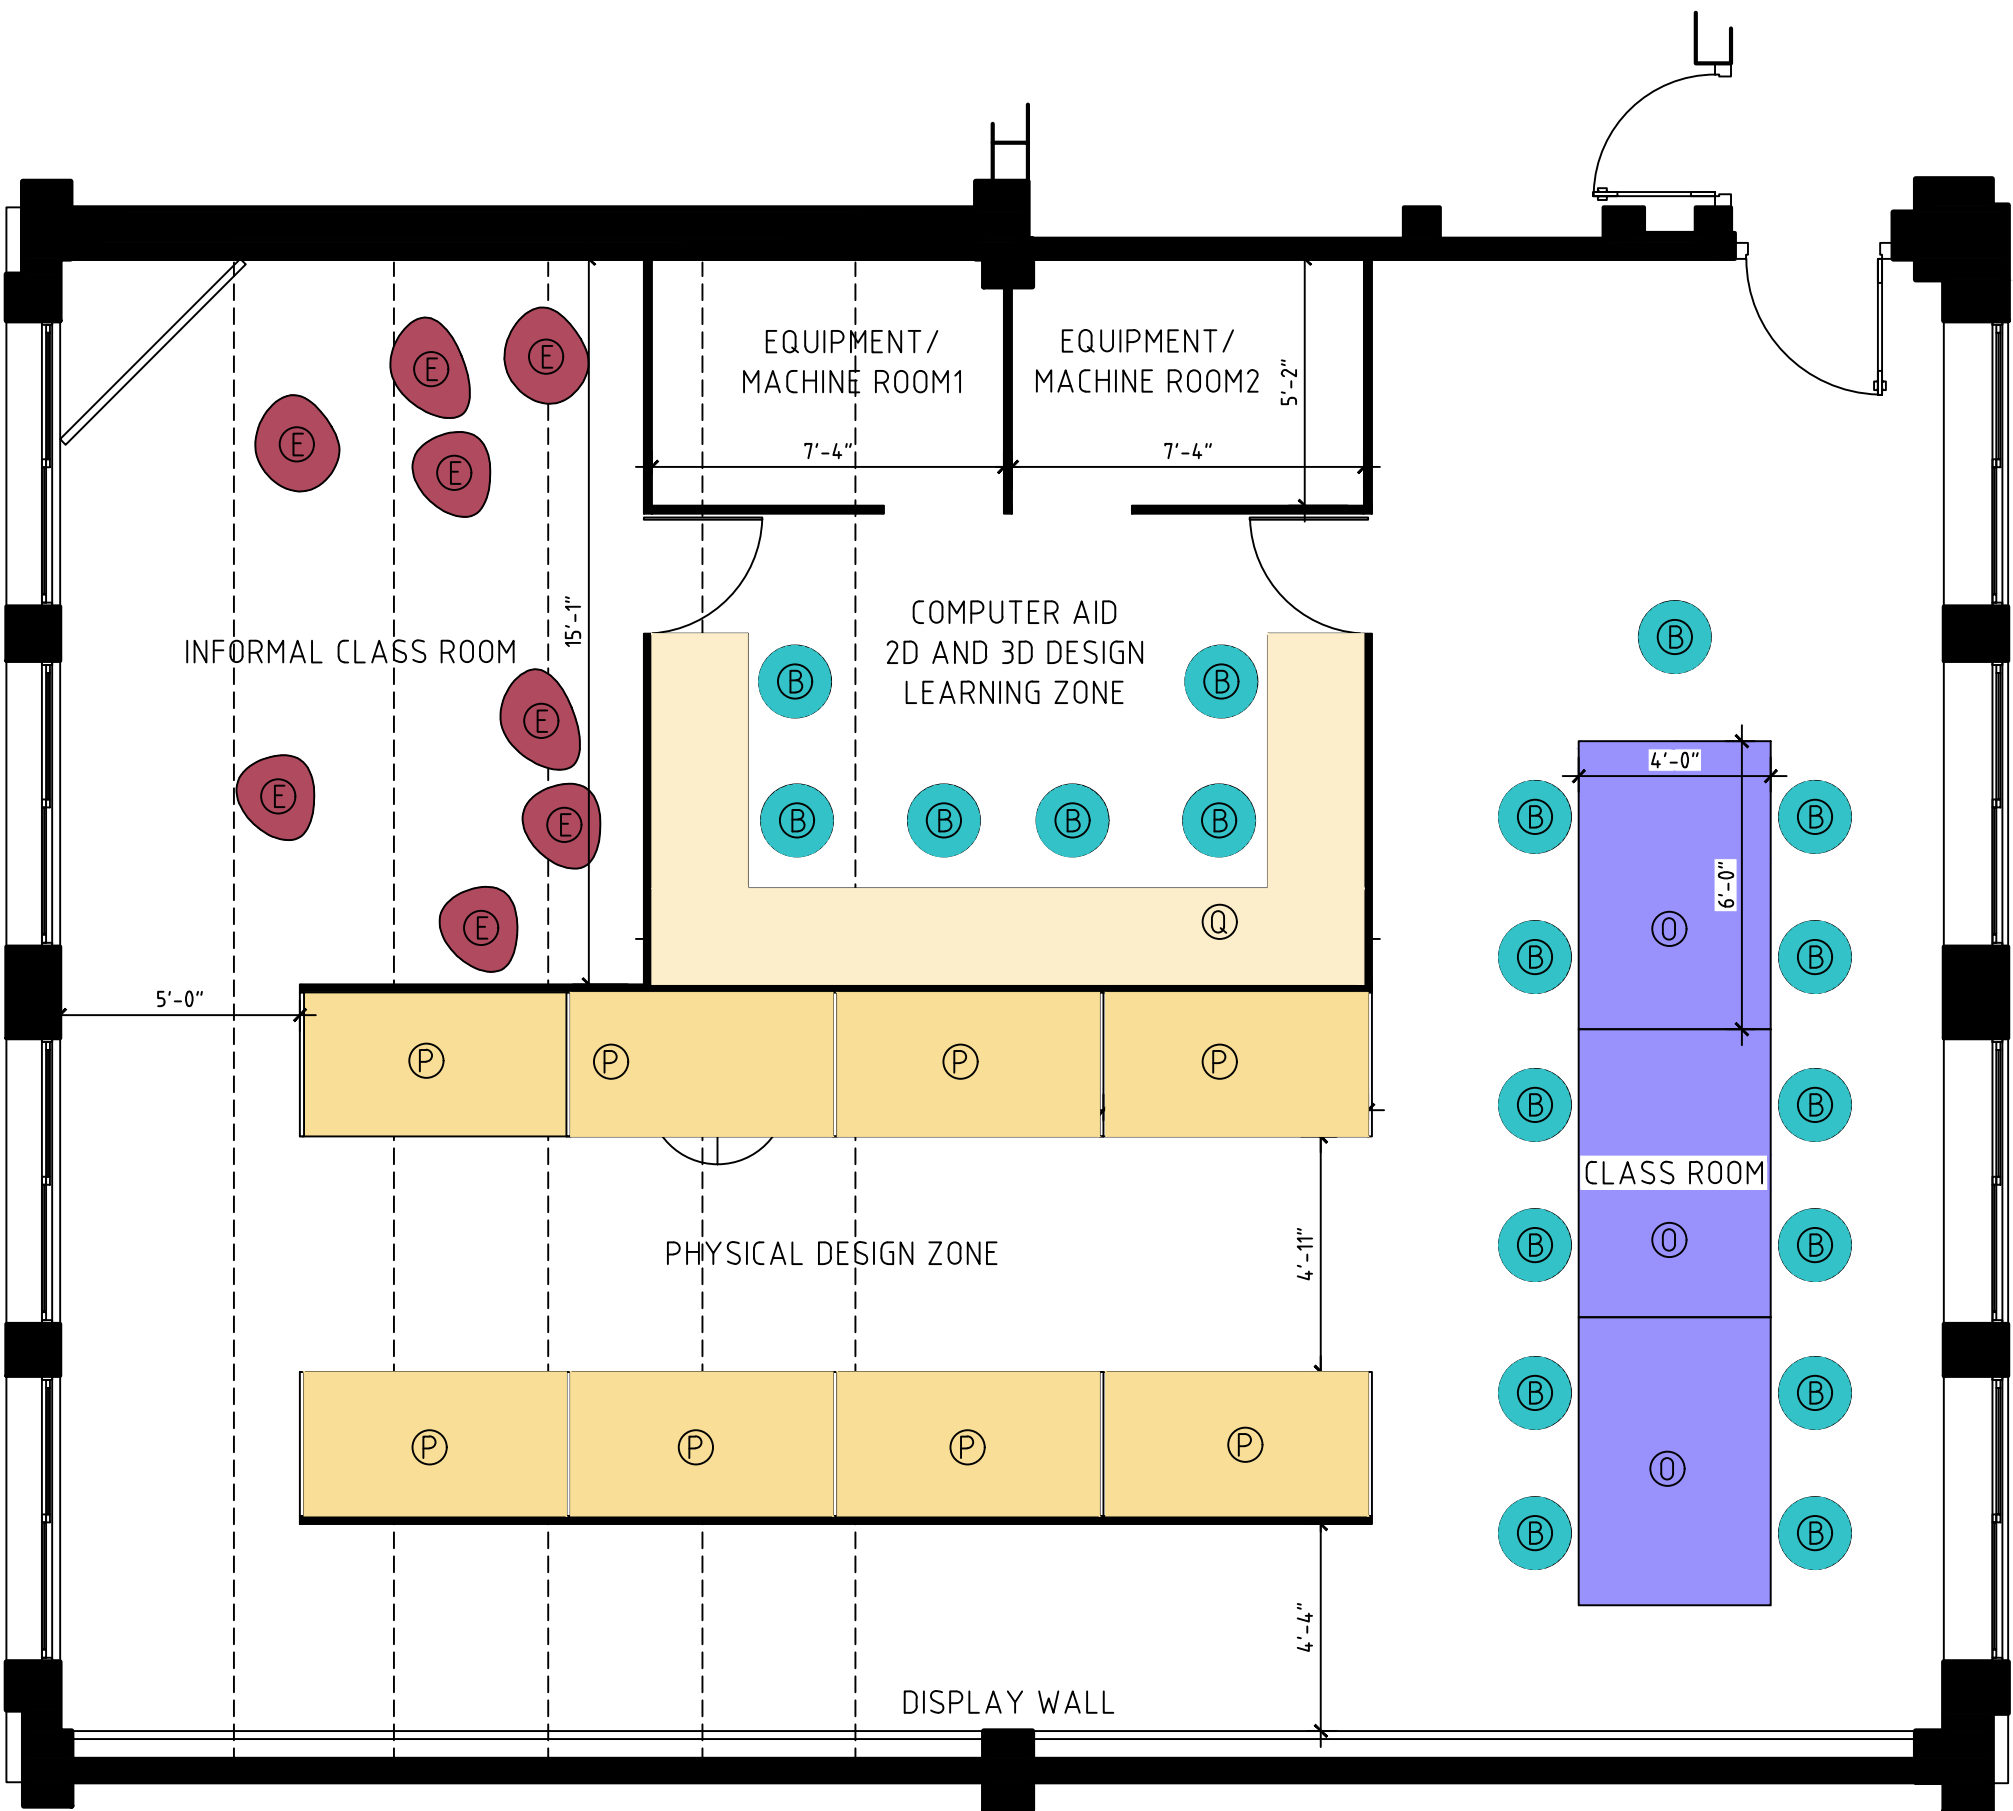 EQUIPMENT/
MACHINE ROOM1
EQUIPMENT/
MACHINE ROOM2
5'-2"
7'-4"
7'-4"
E
E
E
E
INFORMAL CLASS ROOM
15'-1"
E
E
E
E
COMPUTER AID
2D AND 3D DESIGN
LEARNING ZONE
B
B
B
B
B
B
Q
B
4'-0"
6'-0"
B
B
B
B
O
B
B
CLASS ROOM
B
B
O
B
B
O
B
B
5'-0"
P
P
P
P
PHYSICAL DESIGN ZONE
4'-11"
P
P
P
P
4'-4"
DISPLAY WALL